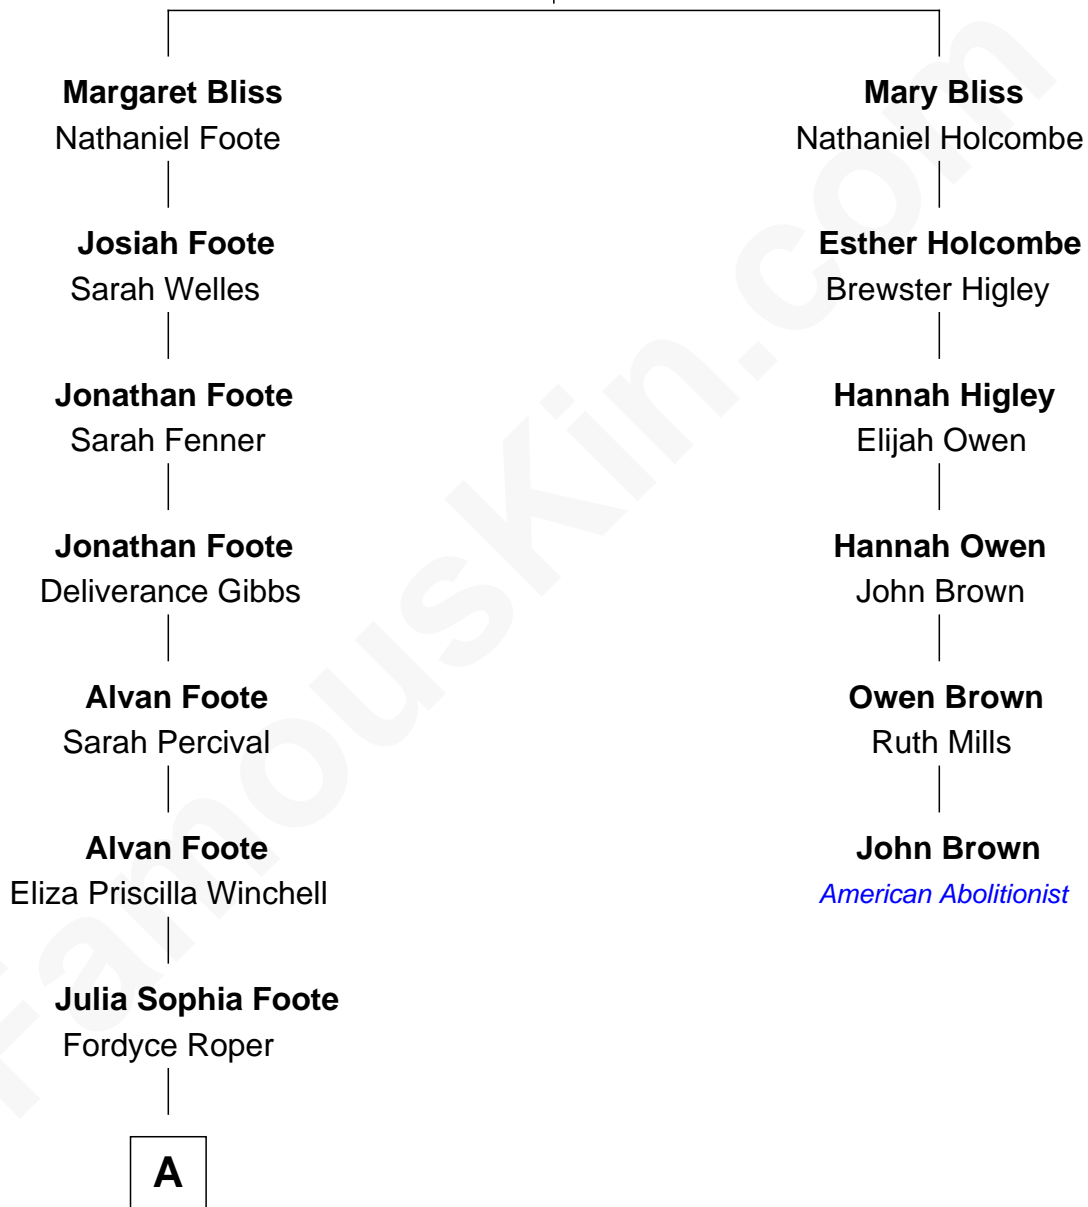 Margaret Bliss
Nathaniel Foote
Mary Bliss
Nathaniel Holcombe
Josiah Foote
Sarah Welles
Esther Holcombe
Brewster Higley
Jonathan Foote
Sarah Fenner
Hannah Higley
Elijah Owen
Jonathan Foote
Deliverance Gibbs
Hannah Owen
John Brown
Alvan Foote
Sarah Percival
Owen Brown
Ruth Mills
Alvan Foote
Eliza Priscilla Winchell
John Brown
American Abolitionist
Julia Sophia Foote
Fordyce Roper
A
FamousKin.com